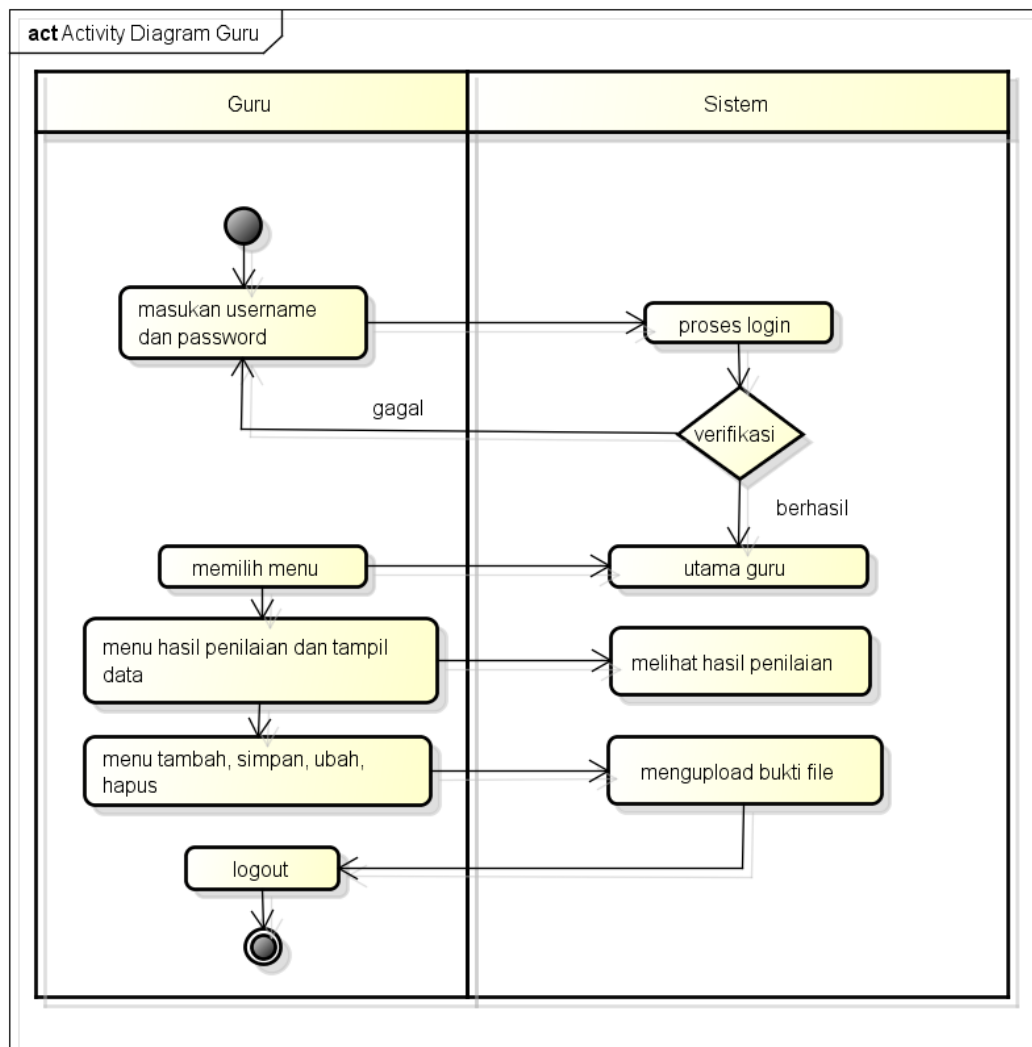 act Activity Diagram Guru
Guru
Sistem
masukan username
dan password
proses login
gagal
verifikasi
berhasil
memilih menu
utama guru
menu hasil penilaian dan tampil
data
melihat hasil penilaian
menu tambah, simpan, ubah,
hapus
mengupload bukti file
logout